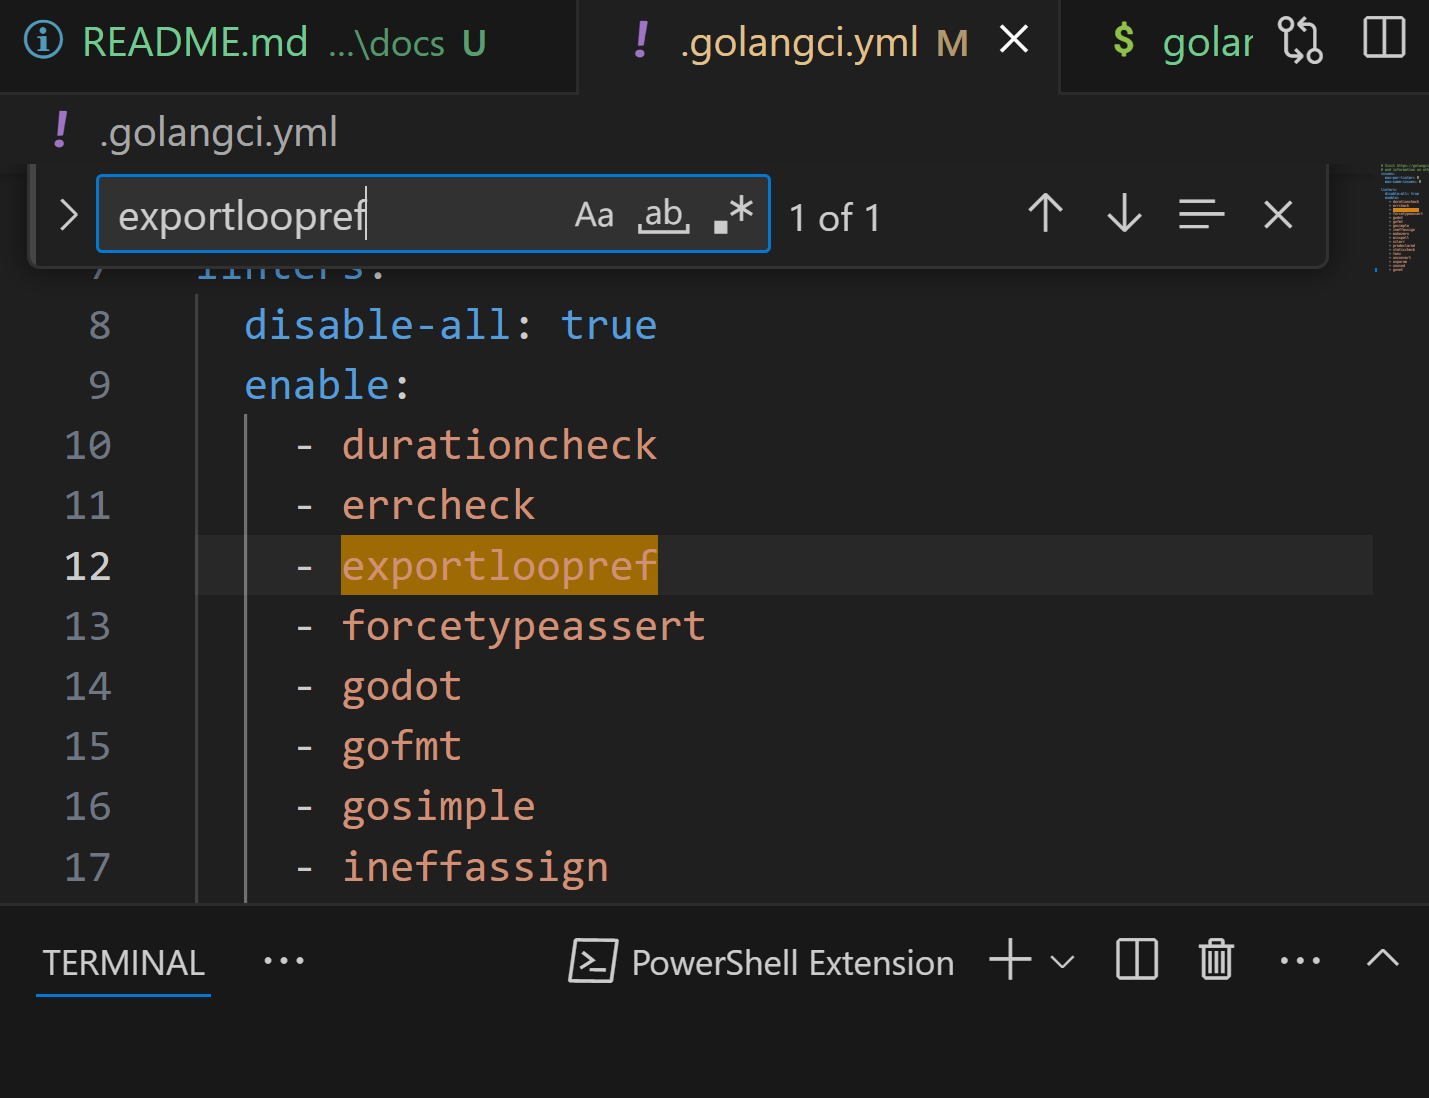 README.md ...\docs U
.golangci.yml M
$ golar
.golangci.yml
exportloopref Aa ab .* 1 of 1
7 linters:
8 disable-all: true
9 enable:
10 - durationcheck
11 - errcheck
12 - exportloopref
13 - forcetypeassert
14 - godot
15 - gofmt
16 - gosimple
17 - ineffassign
TERMINAL ... PowerShell Extension